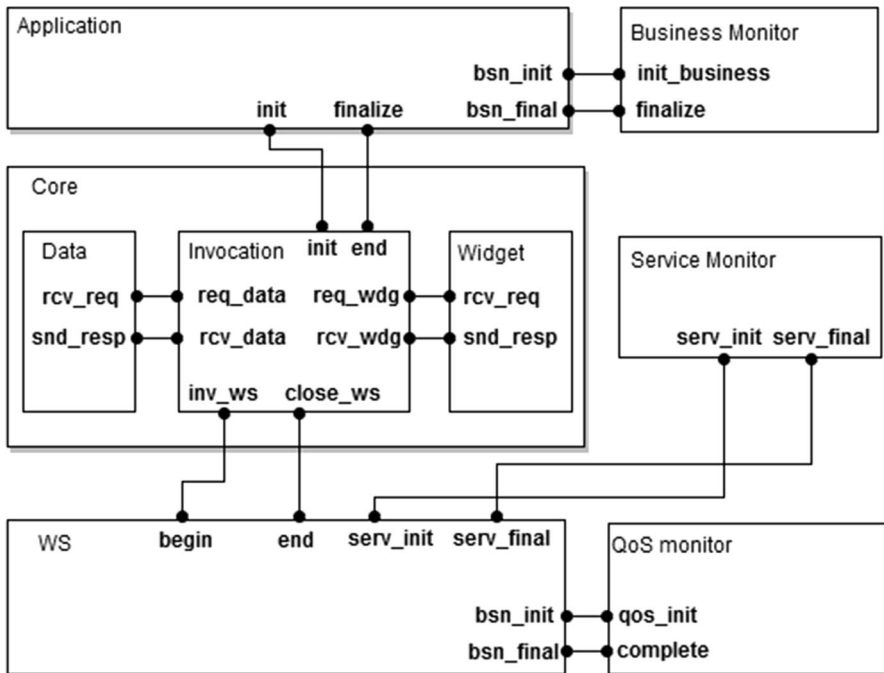 Application
Business Monitor
bsn_init
init_business
bsn_final
finalize
init
finalize
Core
Data
Invocation
init
end
Widget
Service Monitor
rcv_req
req_data
req_wdg
rcv_req
snd_resp
rcv_data
rcv_wdg
snd_resp
serv_init
serv_final
inv_ws
close_ws
WS
begin
end
serv_init
serv_final
QoS monitor
bsn_init
qos_init
bsn_final
complete